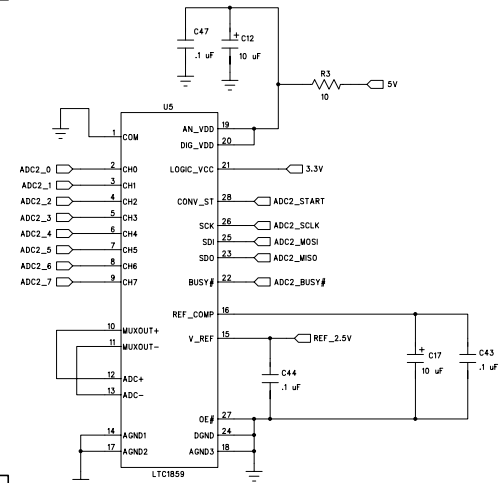 C47
.1 uF
+ C12
10 uF
R3
10
5V
U5
1 COM
AN_VDD 19
DIG_VDD 20
ADC2_0 2 CH0
LOGIC_VCC 21 3.3V
ADC2_1 3 CH1
ADC2_2 4 CH2
CONV_ST 28 ADC2_START
ADC2_3 5 CH3
ADC2_4 6 CH4
SCK 26 ADC2_SCLK
ADC2_5 7 CH5
SDI 25 ADC2_MOSI
ADC2_6 8 CH6
SDO 23 ADC2_MISO
ADC2_7 9 CH7
BUSY# 22 ADC2_BUSY#
REF_COMP 16
10 MUXOUT+
V_REF 15 REF_2.5V
11 MUXOUT-
+ C17
10 uF
C43
.1 uF
C44
.1 uF
12 ADC+
13 ADC-
OE# 27
14 AGND1
DGND 24
17 AGND2
AGND3 18
LTC1859